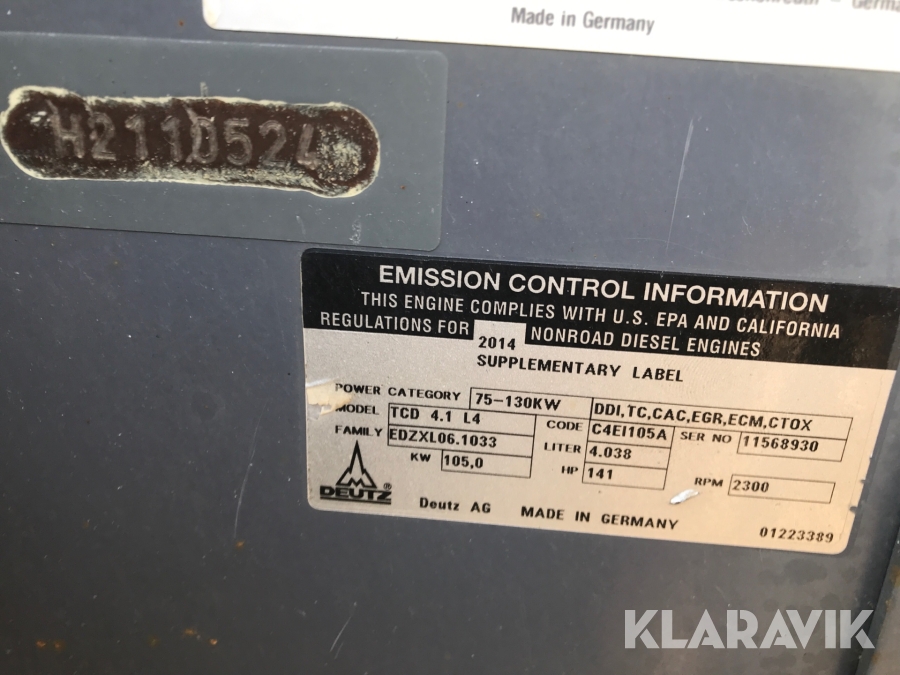 Germa
Made in Germany
H2110524
EMISSION CONTROL INFORMATION
THIS ENGINE COMPLIES WITH U.S. EPA AND CALIFORNIA
REGULATIONS FOR 2014 NONROAD DIESEL ENGINES
SUPPLEMENTARY LABEL
POWER CATEGORY 75-130KW DDI,TC,CAC,EGR,ECM,CTOX
MODEL TCD 4.1 L4 CODE C4EI105A SER NO 11568930
FAMILY EDZXL06.1033 LITER 4.038
KW 105,0 HP 141 RPM 2300
DEUTZ ® Deutz AG MADE IN GERMANY
01223389
KLARAVIK